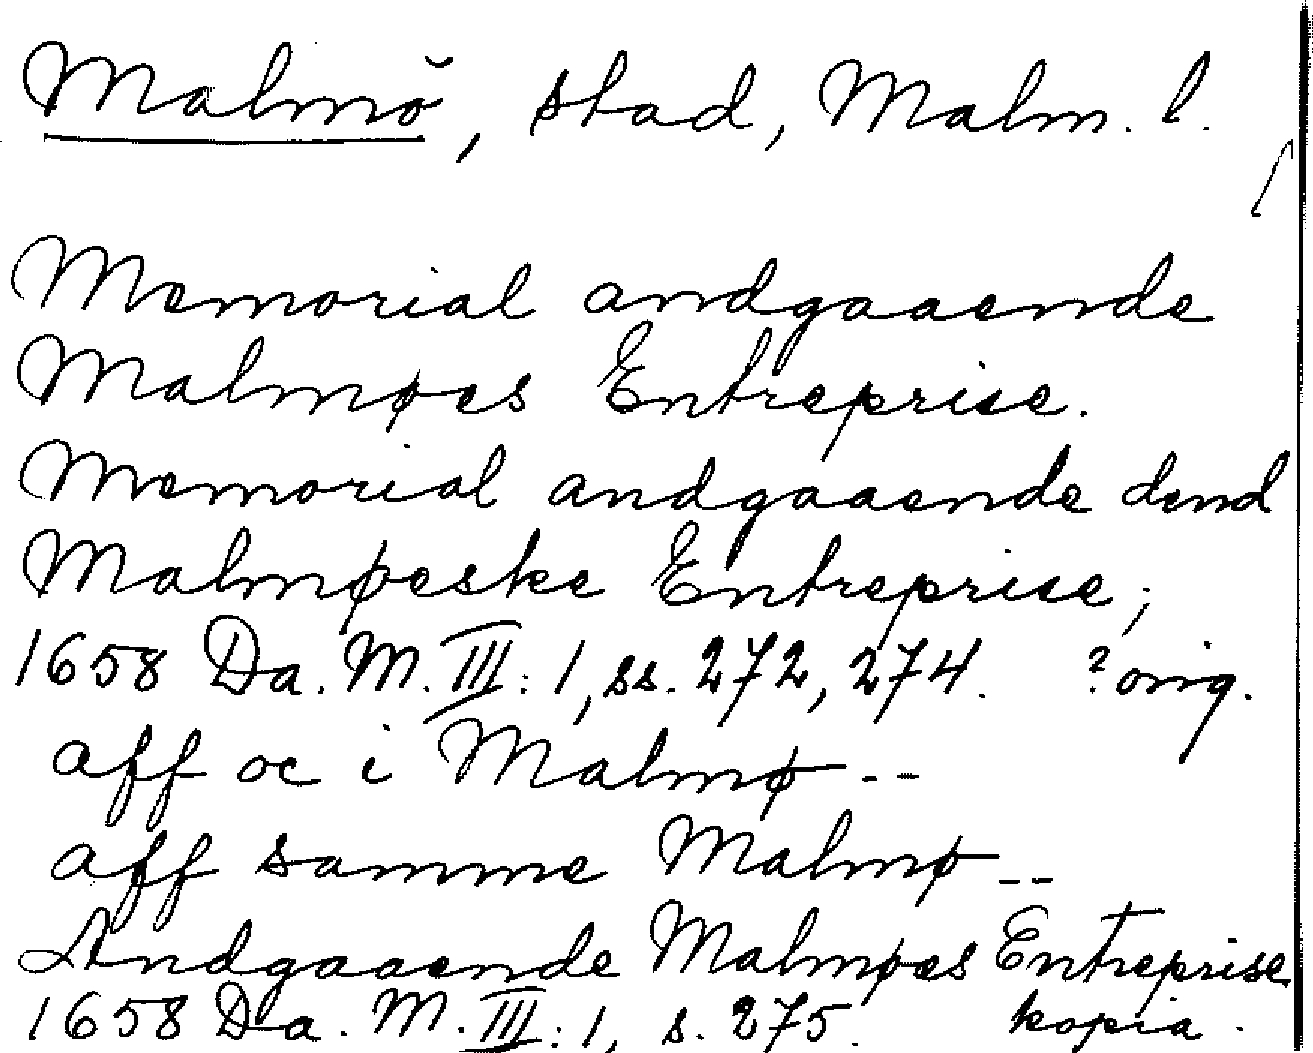 Malmö, stad, Malm. l.
Memorial andgaaende
Malmøes Entreprise.
Memorial andgaaende dend
Malmøeske Entreprise;
1658 Da. M. III: 1, ss. 272, 274. ? orig.
aff oc i Malmø --
aff samme Malmø --
Andgaaende Malmøes Entreprise
1658 Da. M. III: 1, s. 275. kopia.